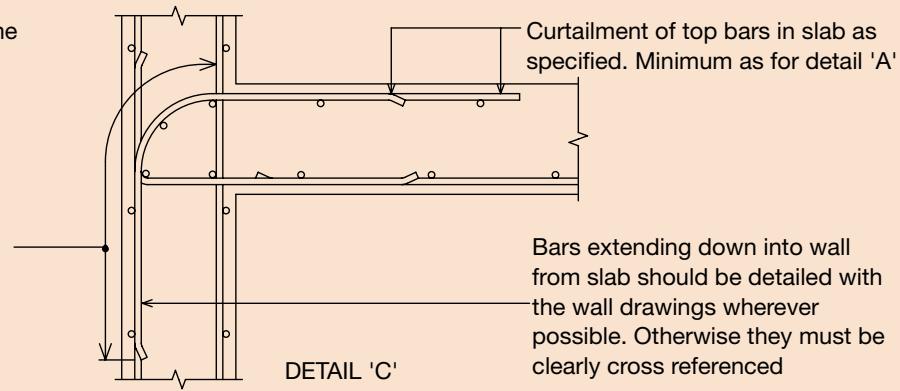 ne
Curtailment of top bars in slab as
specified. Minimum as for detail 'A'
Bars extending down into wall
from slab should be detailed with
the wall drawings wherever
possible. Otherwise they must be
clearly cross referenced
DETAIL 'C'